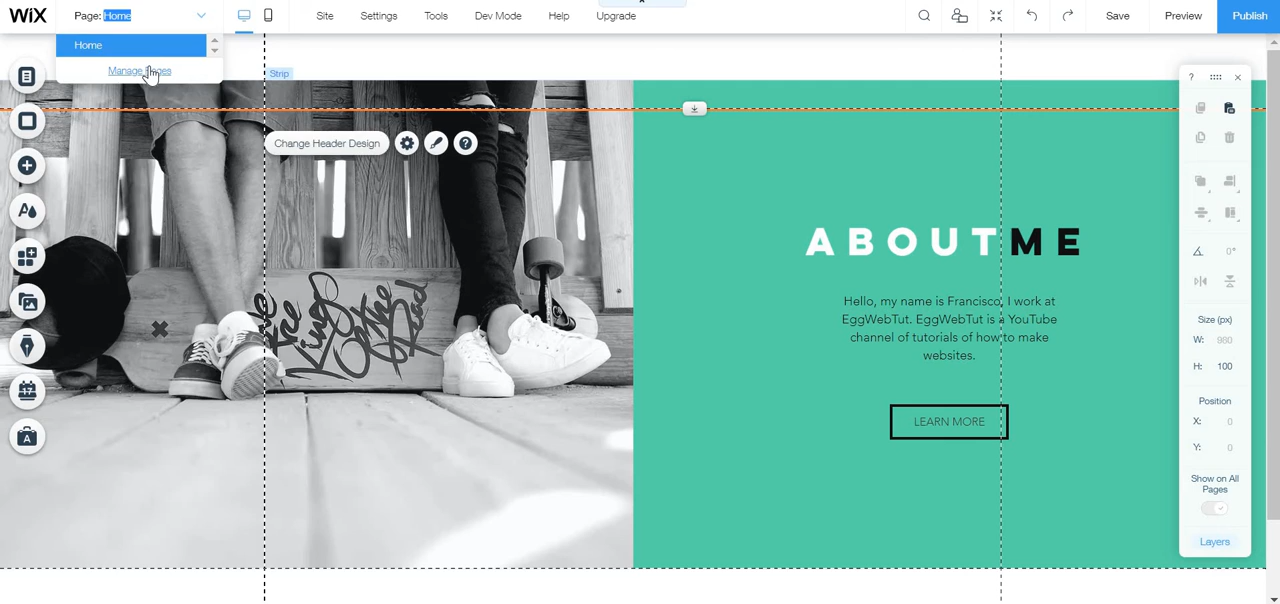 WiX
Page: Home
Site
Settings
Tools
Dev Mode
Help
Upgrade
Save
Preview
Publish
Home
Manage Pages
Strip
?
Change Header Design
?
ABOUT ME
Hello, my name is Francisco, I work at
EggWebTut. EggWebTut is a YouTube
channel of tutorials of how to make
websites.
LEARN MORE
0°
Size (px)
W: 980
H: 100
Position
X: 0
Y: 0
Show on All
Pages
Layers
17
A
A